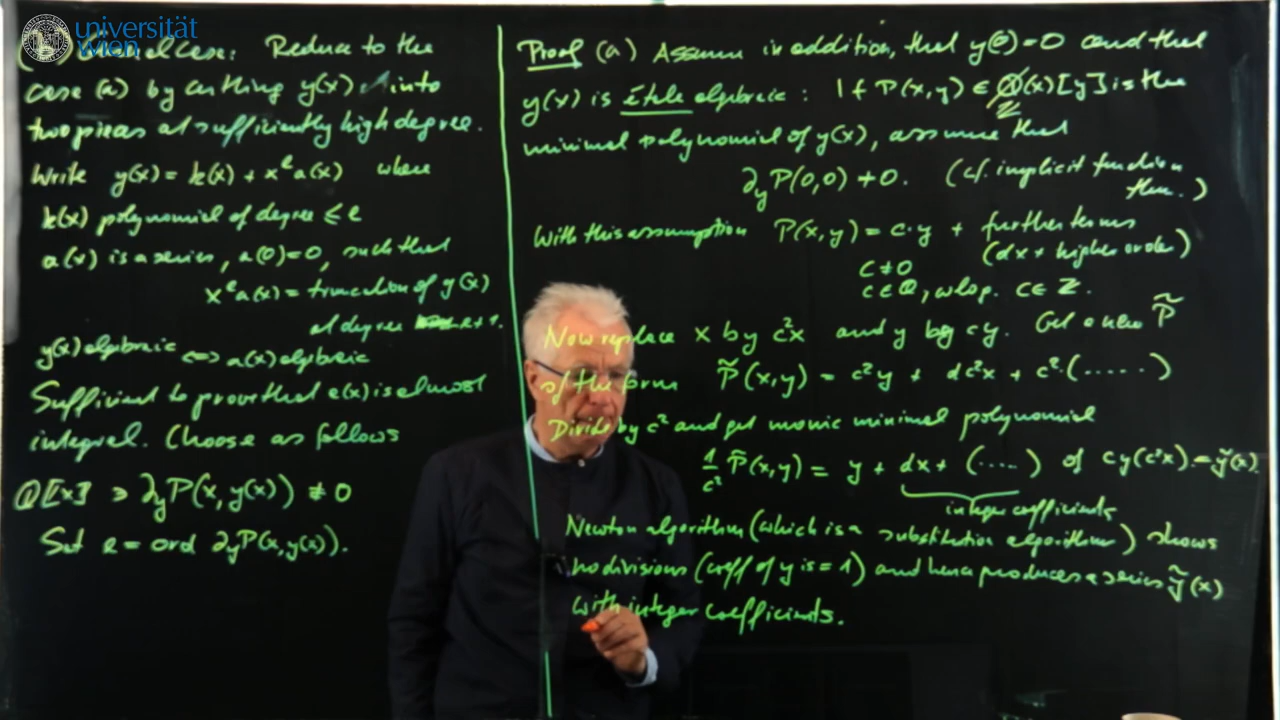 universität
wien
case: Reduce to the
case (a) by cutting y(x) into
two pieces at sufficiently high degree.
Write y(x) = k(x) + x^e a(x) where
k(x) polynomial of degree ≤ e
a(x) is a series, a(0)=0, such that
x^e a(x) = truncation of y(x)
at degree e+1.
y(x) algebraic ⟺ a(x) algebraic
Sufficient to prove that a(x) is almost
integral. Choose as follows
Q[[x]] ∋ ∂yP(x, y(x)) ≠ 0
Set e = ord ∂yP(x, y(x)).
Proof (a) Assume in addition, that y(0)=0 and that
y(x) is étale algebraic: If P(x,y) ∈ Z(x)[y] is the
minimal polynomial of y(x), assume that
∂yP(0,0) ≠ 0. (cf. implicit function
thm.)
With this assumption P(x,y) = c·y + further terms
(dx + higher order)
c≠0
c∈Q, wlog. c∈Z.
Now replace x by c²x and y by cy. Get a new P̃
of the form P̃(x,y) = c²y + dc²x + c²·(.....)
Divide by c² and get monic minimal polynomial
1/c² P̃(x,y) = y + dx + (....) of cy(c²x).=ỹ(x).
integer coefficients
Newton algorithm (which is a substitution algorithm) shows
no divisions (coeff of y is = 1) and hence produces a series ỹ(x)
with integer coefficients.